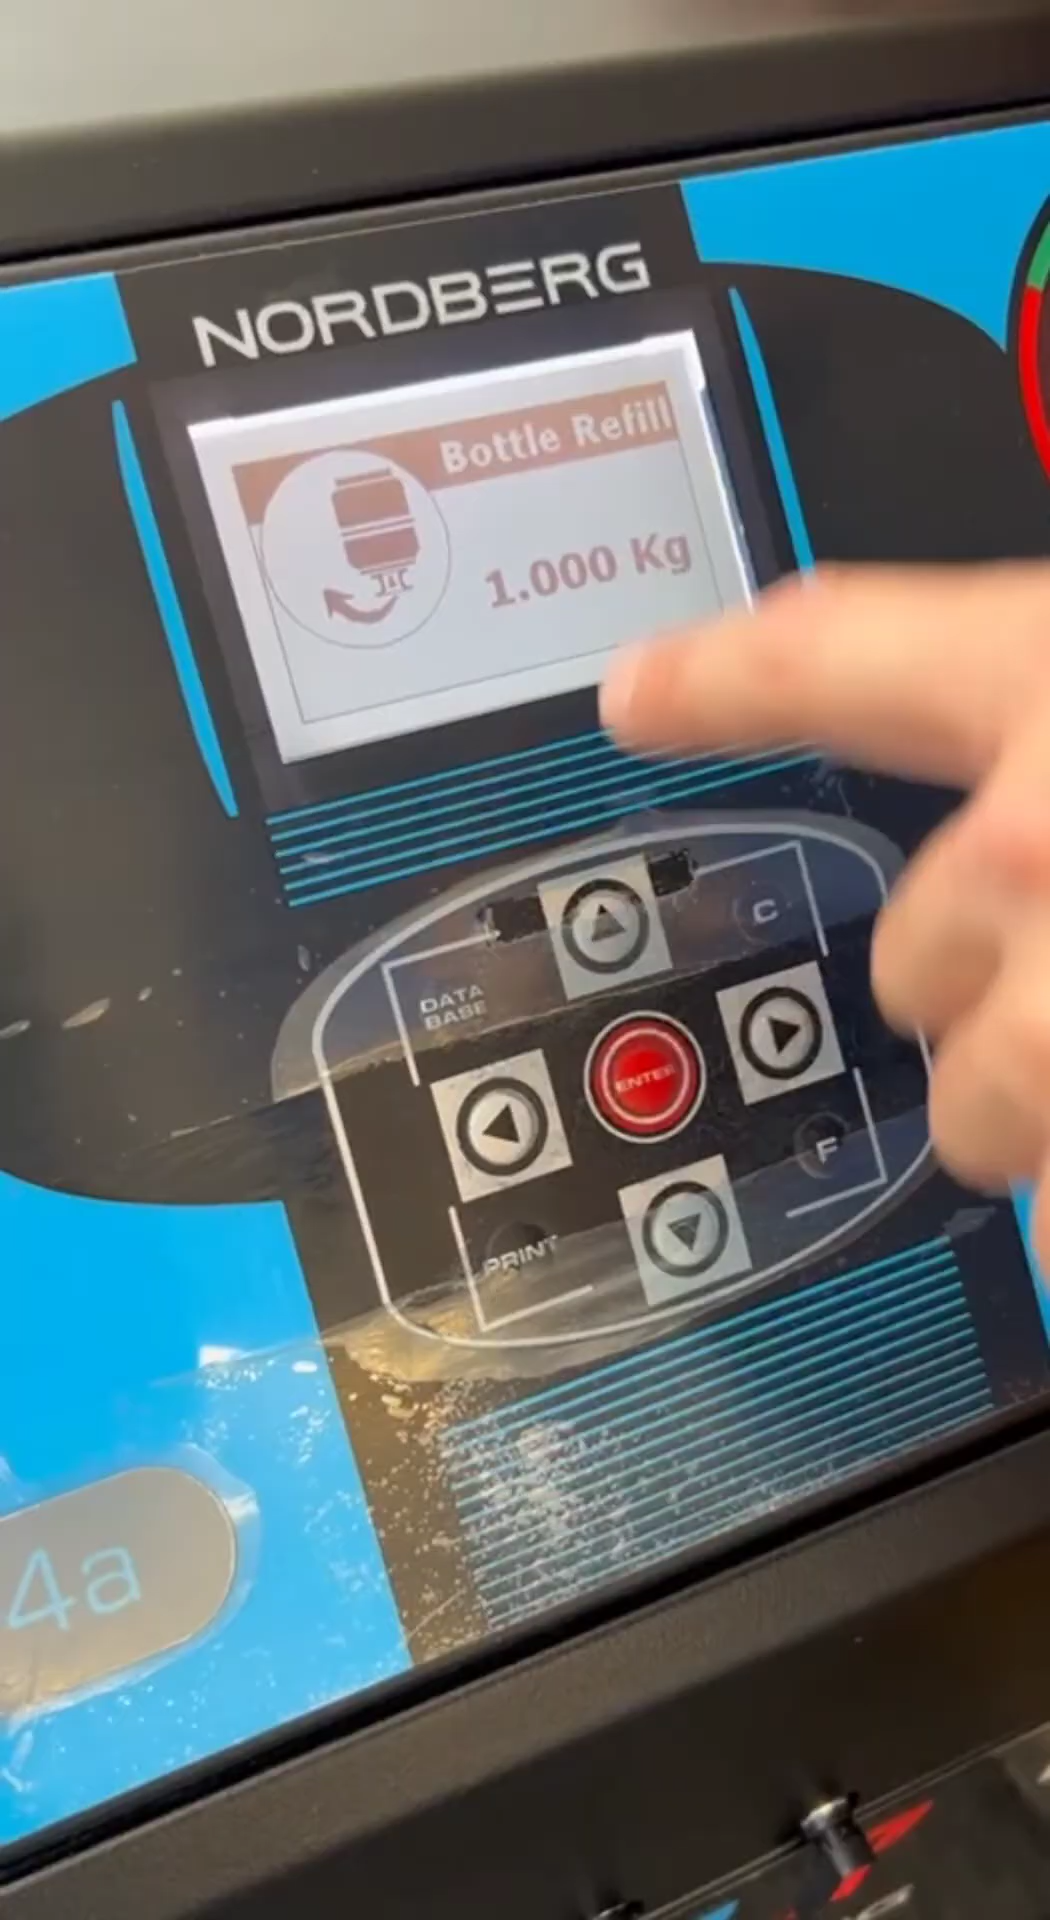 NORDBERG
Bottle Refill
1.000 Kg
C
DATA
BASE
ENTER
F
PRINT
4a